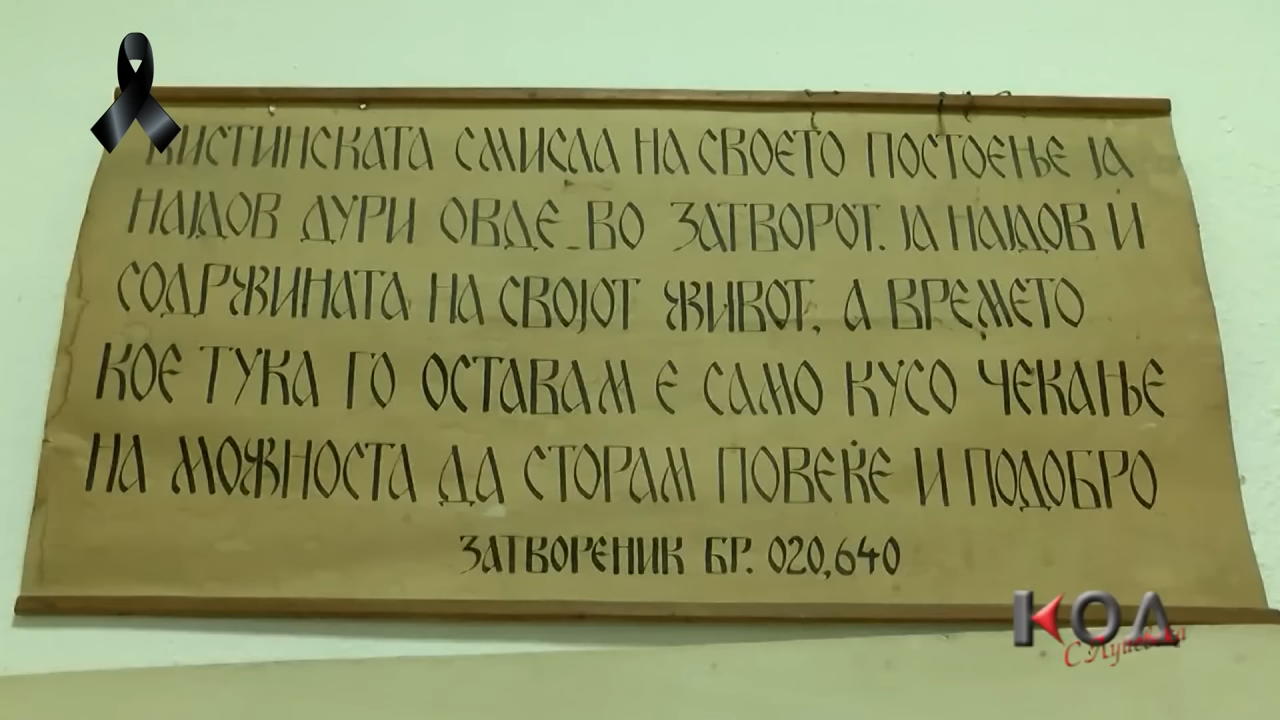 ВИСТИНСКАТА СМИСЛА НА СВОЕТО ПОСТОЕЊЕ ЈА
НАЈДОВ ДУРИ ОВДЕ_ВО ЗАТВОРОТ. ЈА НАЈДОВ И
СОДРЖИНАТА НА СВОЈОТ ЖИВОТ, А ВРЕМЕТО
КОЕ ТУКА ГО ОСТАВАМ Е САМО КУСО ЧЕКАЊЕ
НА МОЖНОСТА ДА СТОРАМ ПОВЕЌЕ И ПОДОБРО
ЗАТВОРЕНИК БР. 020,640
КОД